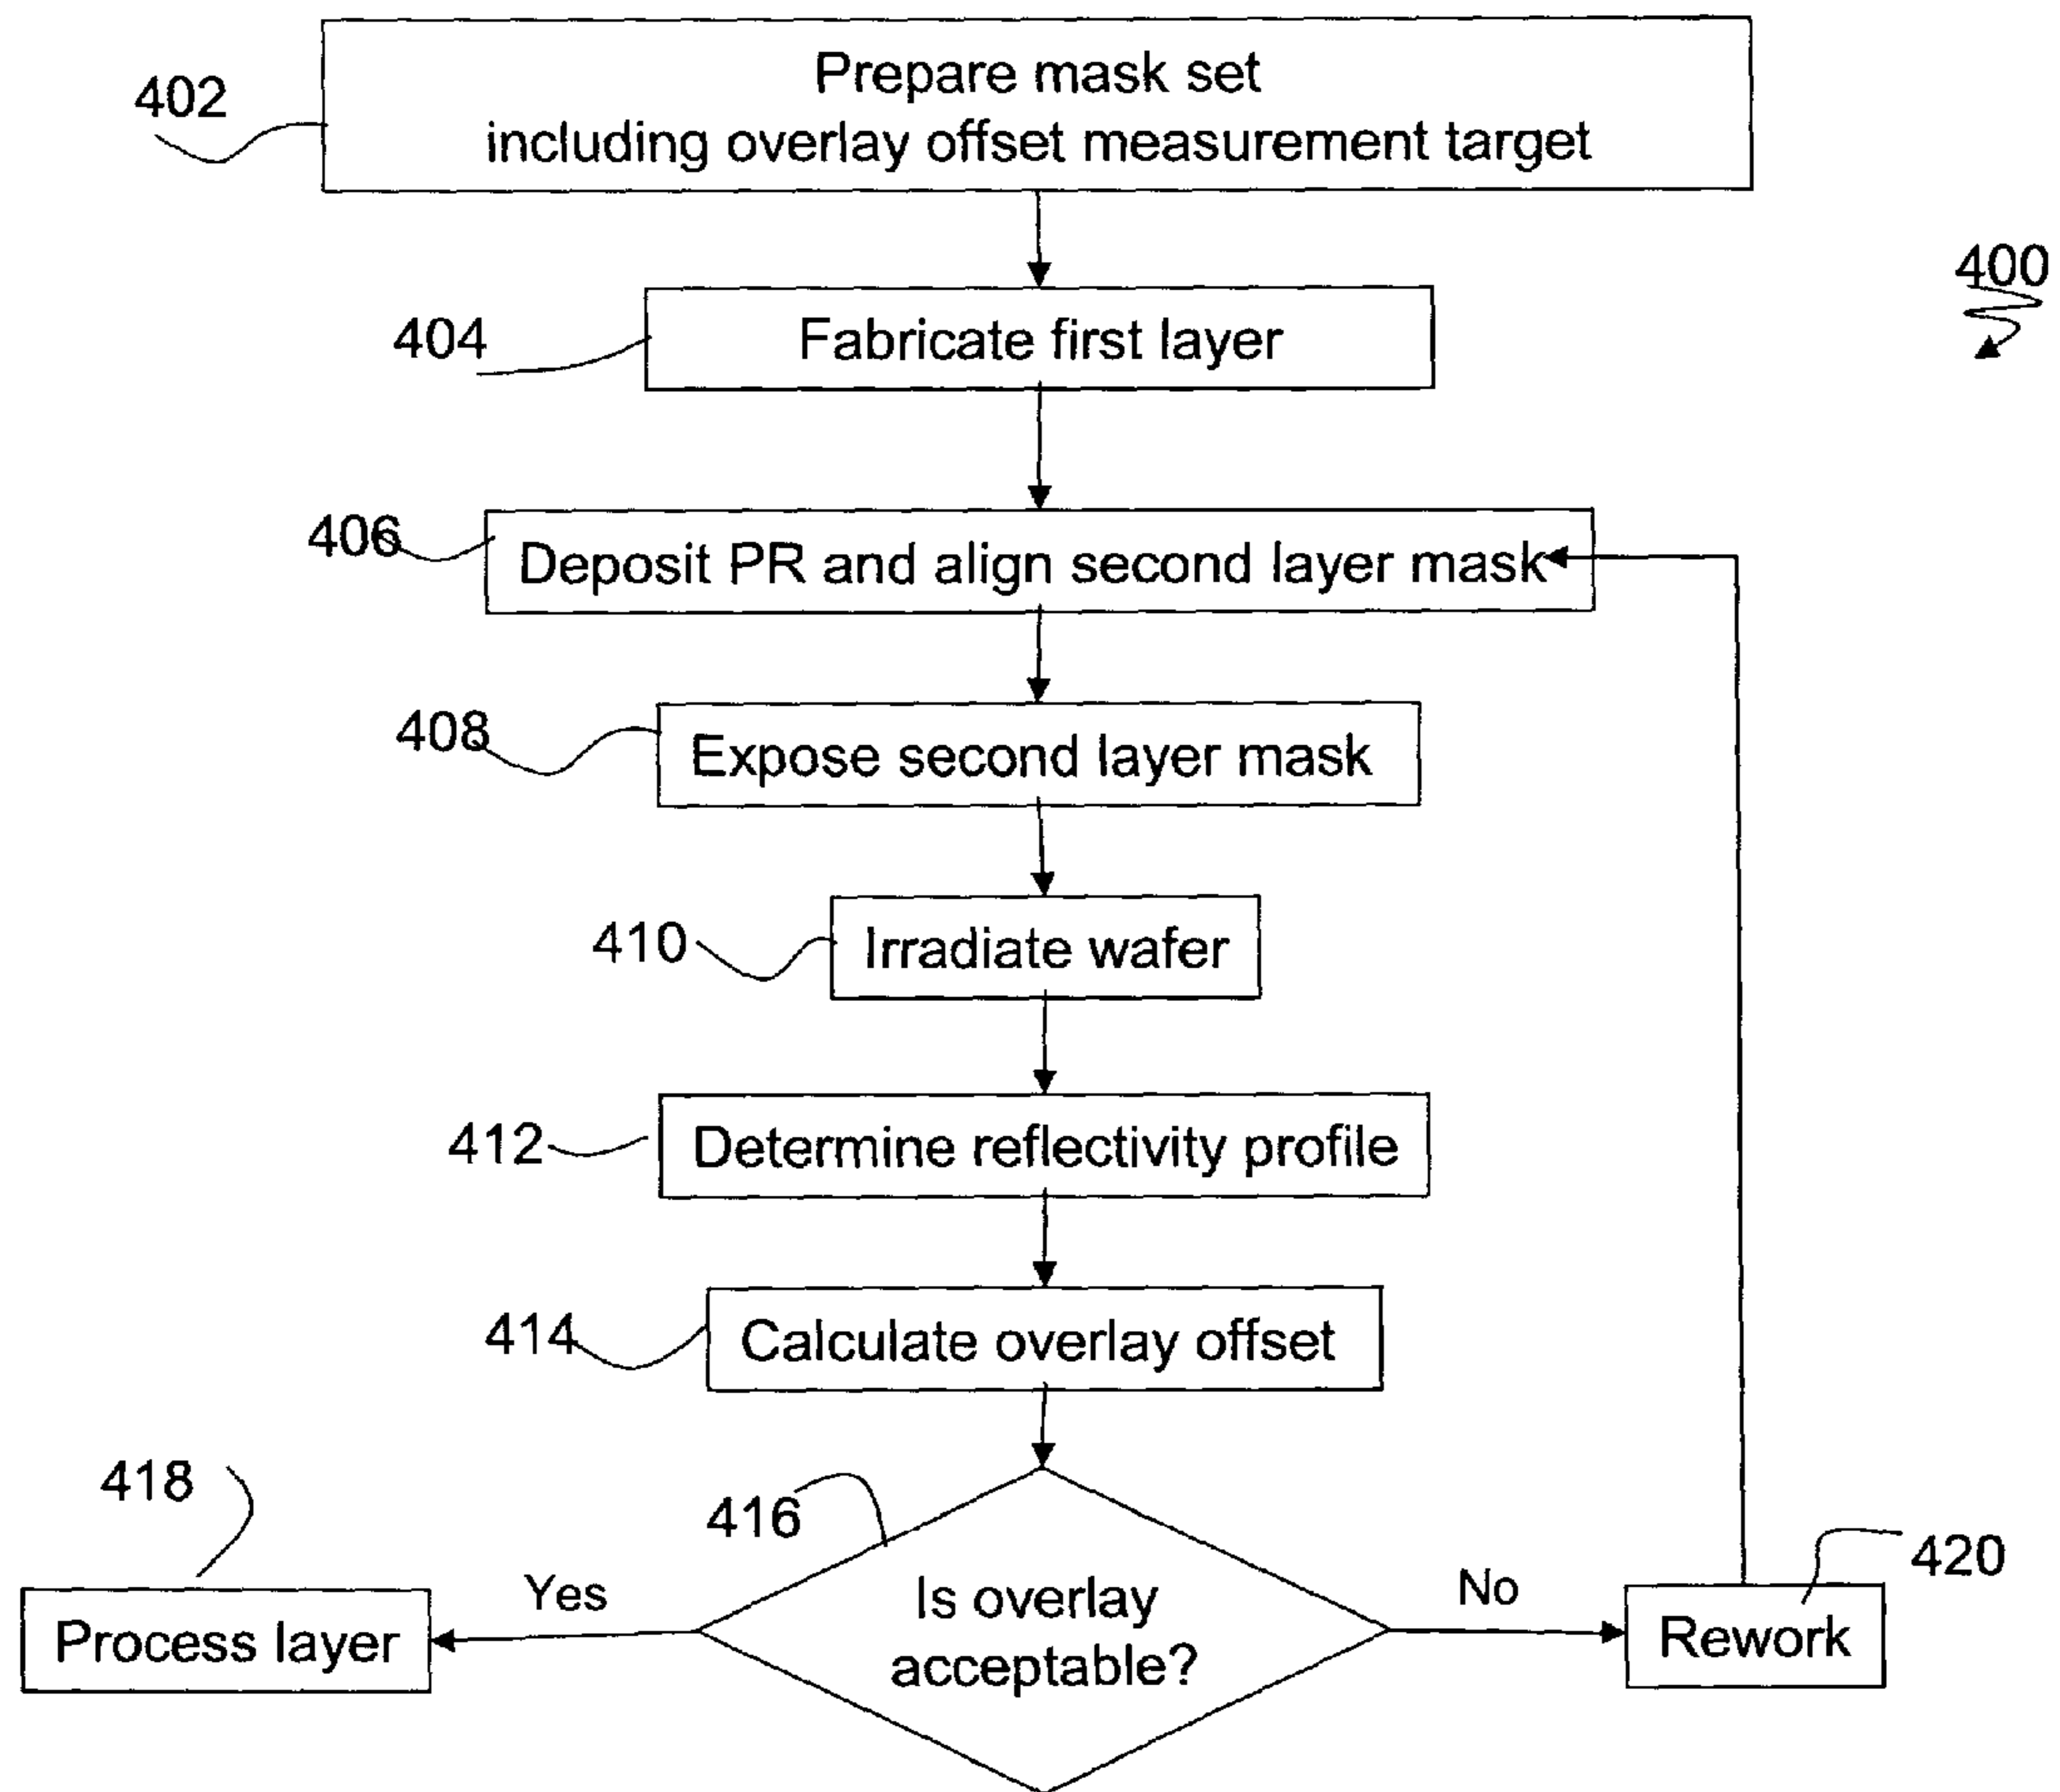 Prepare mask set
including overlay offset measurement target
402
400
Fabricate first layer
404
406
Deposit PR and align second layer mask
408
Expose second layer mask
410
Irradiate wafer
412
Determine reflectivity profile
414
Calculate overlay offset
418
416
420
Yes
No
Process layer
Is overlay
acceptable?
Rework